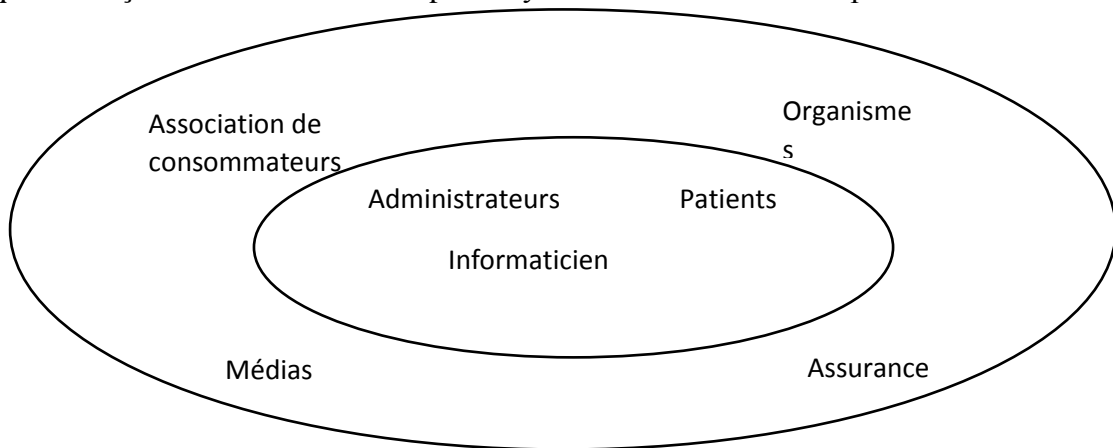 Association de
consommateurs
Organisme
s
Administrateurs
Patients
Informaticien
Médias
Assurance